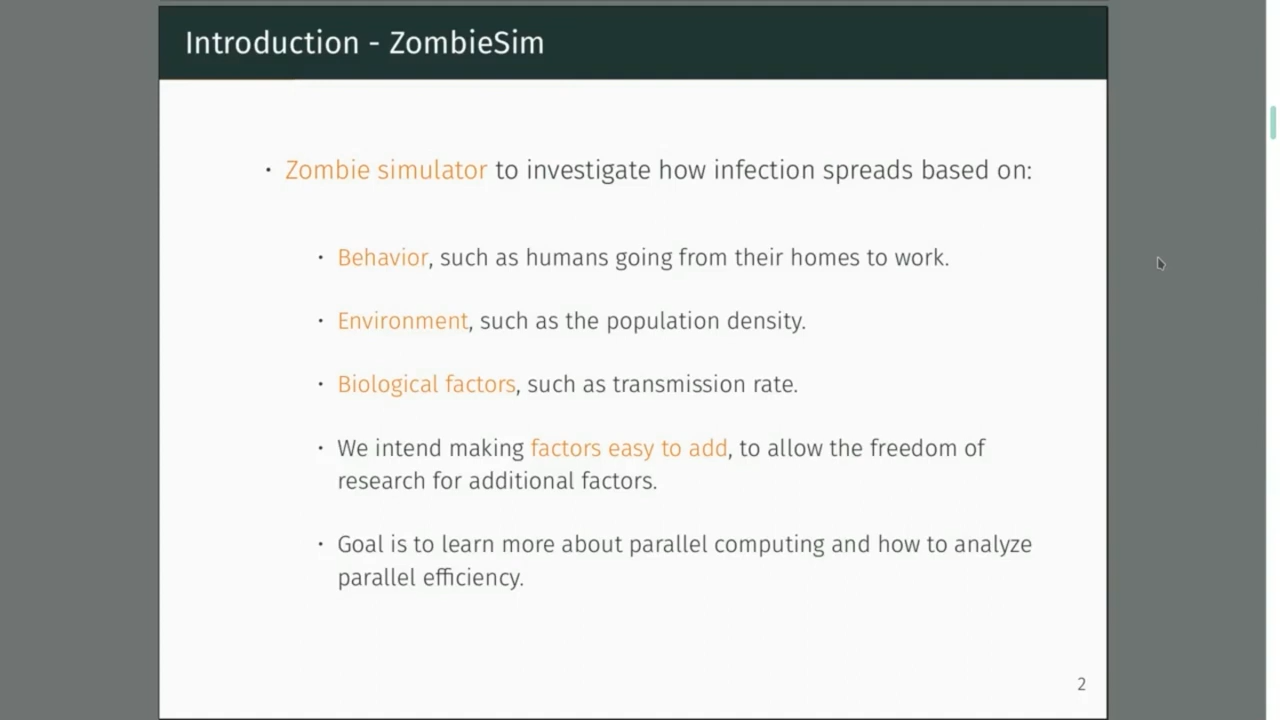 Introduction - ZombieSim
• Zombie simulator to investigate how infection spreads based on:
• Behavior, such as humans going from their homes to work.
• Environment, such as the population density.
• Biological factors, such as transmission rate.
• We intend making factors easy to add, to allow the freedom of
research for additional factors.
• Goal is to learn more about parallel computing and how to analyze
parallel efficiency.
2